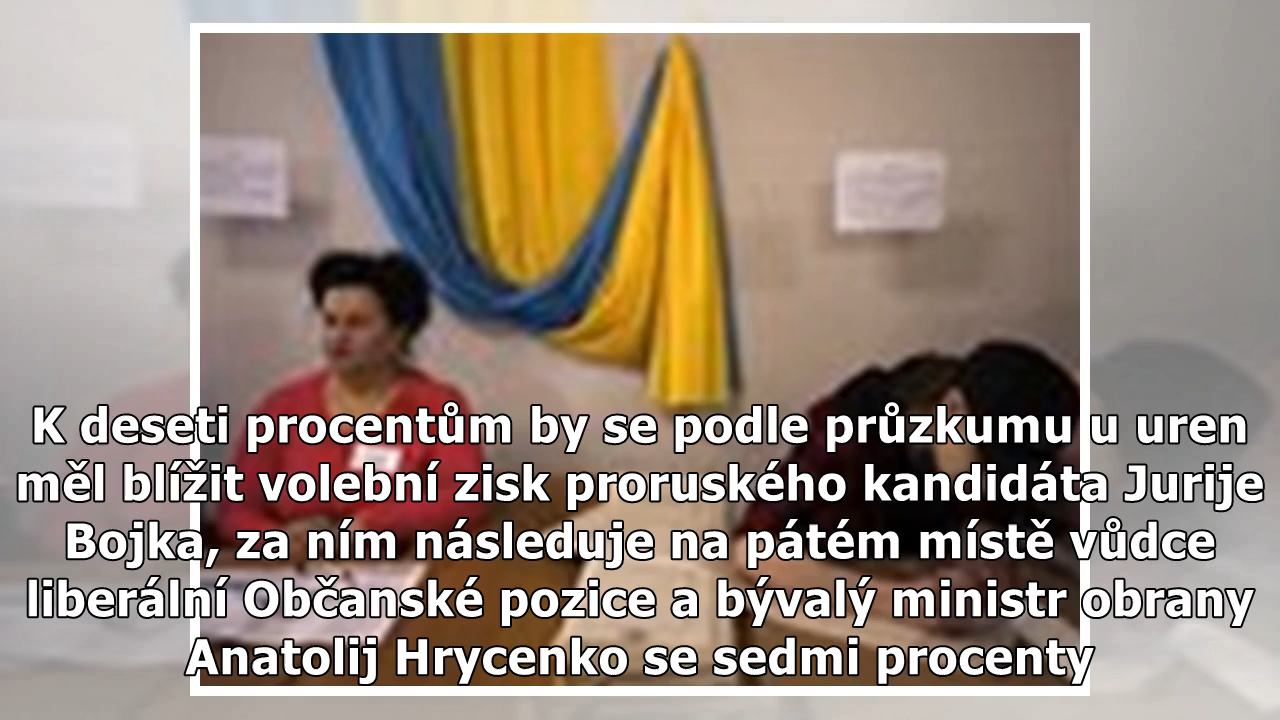 K deseti procentům by se podle průzkumu u uren
měl blížit volební zisk proruského kandidáta Jurije
Bojka, za ním následuje na pátém místě vůdce
liberální Občanské pozice a bývalý ministr obrany
Anatolij Hrycenko se sedmi procenty